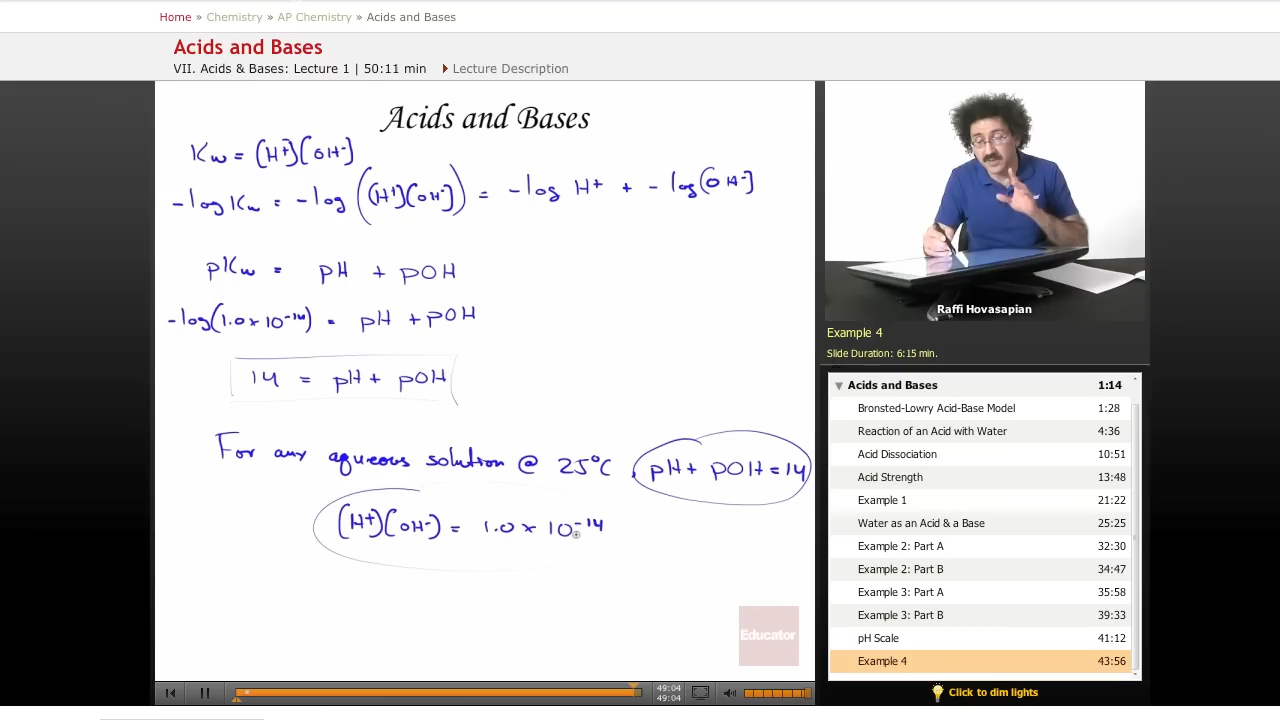 Home » Chemistry » AP Chemistry » Acids and Bases
Acids and Bases
VII. Acids & Bases: Lecture 1 | 50:11 min Lecture Description
Acids and Bases
Kw = [H+][OH-]
-log Kw = -log([H+][OH-]) = -log H+ + -log[OH-]
pKw = pH + pOH
-log(1.0 x 10-14) = pH + pOH
14 = pH + pOH
For any aqueous solution @ 25°C, pH + pOH = 14
[H+][OH-] = 1.0 x 10-14
Educator
49:04
49:04
Raffi Hovasapian
Example 4
Slide Duration: 6:15 min.
Acids and Bases 1:14
Bronsted-Lowry Acid-Base Model 1:28
Reaction of an Acid with Water 4:36
Acid Dissociation 10:51
Acid Strength 13:48
Example 1 21:22
Water as an Acid & a Base 25:25
Example 2: Part A 32:30
Example 2: Part B 34:47
Example 3: Part A 35:58
Example 3: Part B 39:33
pH Scale 41:12
Example 4 43:56
Click to dim lights